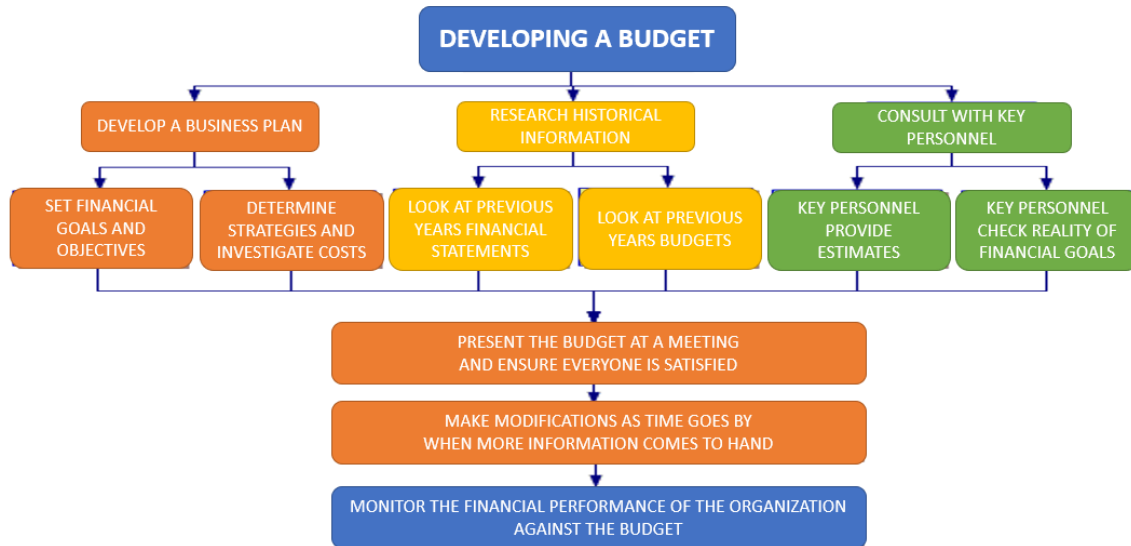 DEVELOPING A BUDGET
DEVELOP A BUSINESS PLAN
RESEARCH HISTORICAL
INFORMATION
CONSULT WITH KEY
PERSONNEL
SET FINANCIAL
GOALS AND
OBJECTIVES
DETERMINE
STRATEGIES AND
INVESTIGATE COSTS
LOOK AT PREVIOUS
YEARS FINANCIAL
STATEMENTS
LOOK AT PREVIOUS
YEARS BUDGETS
KEY PERSONNEL
PROVIDE
ESTIMATES
KEY PERSONNEL
CHECK REALITY OF
FINANCIAL GOALS
PRESENT THE BUDGET AT A MEETING
AND ENSURE EVERYONE IS SATISFIED
MAKE MODIFICATIONS AS TIME GOES BY
WHEN MORE INFORMATION COMES TO HAND
MONITOR THE FINANCIAL PERFORMANCE OF THE ORGANIZATION
AGAINST THE BUDGET